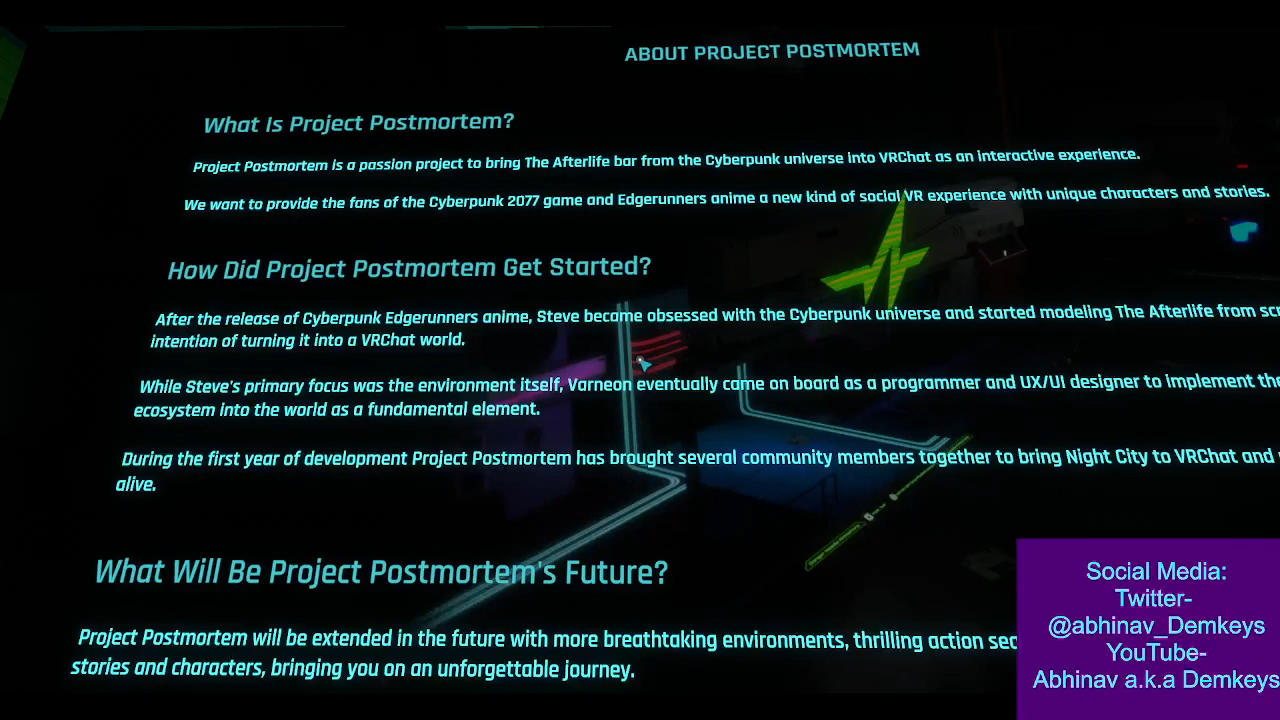 ABOUT PROJECT POSTMORTEM
What Is Project Postmortem?
Project Postmortem is a passion project to bring The Afterlife bar from the Cyberpunk universe into VRChat as an interactive experience.
We want to provide the fans of the Cyberpunk 2077 game and Edgerunners anime a new kind of social VR experience with unique characters and stories.
How Did Project Postmortem Get Started?
After the release of Cyberpunk Edgerunners anime, Steve became obsessed with the Cyberpunk universe and started modeling The Afterlife from
intention of turning it into a VRChat world.
While Steve's primary focus was the environment itself, Varneon eventually came on board as a programmer and UX/UI designer to implement
ecosystem into the world as a fundamental element.
During the first year of development Project Postmortem has brought several community members together to bring Night City to VRChat and
alive.
What Will Be Project Postmortem's Future?
Project Postmortem will be extended in the future with more breathtaking environments, thrilling action
stories and characters, bringing you on an unforgettable journey.
Social Media:
Twitter-
@abhinav_Demkeys
YouTube-
Abhinav a.k.a Demkeys